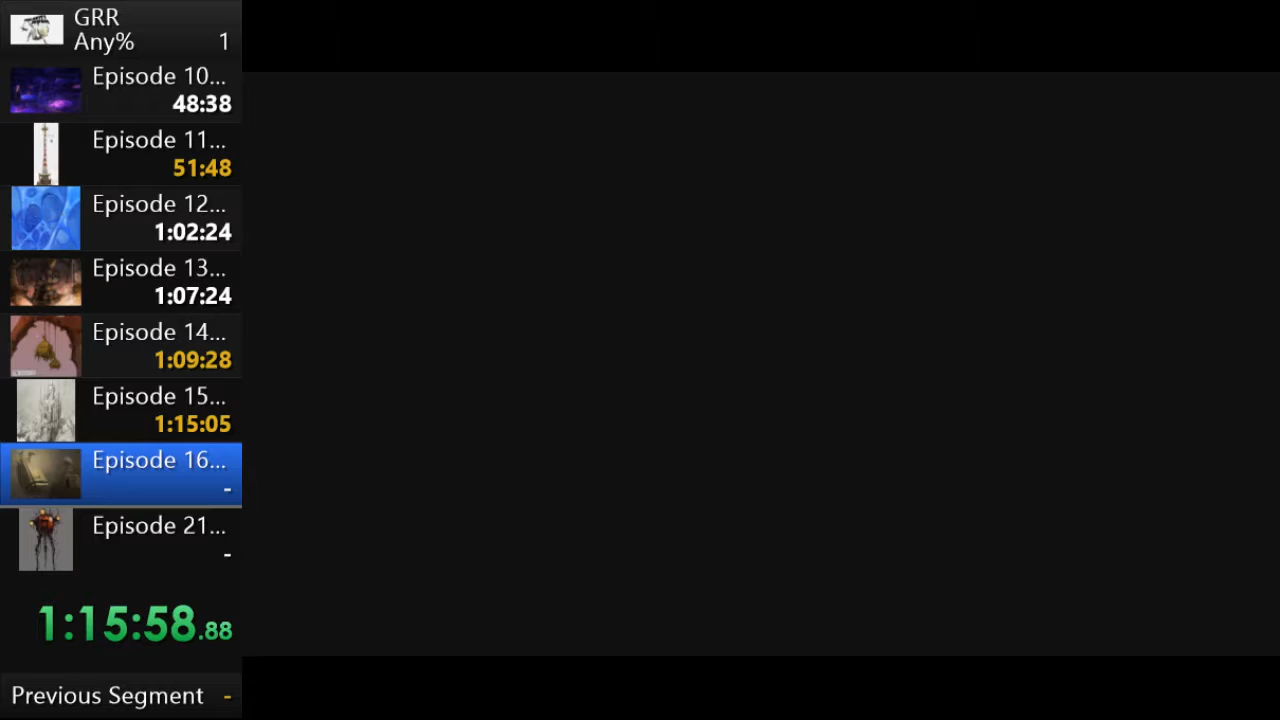 GRR
Any% 1
Episode 10...
48:38
Episode 11...
51:48
Episode 12...
1:02:24
Episode 13...
1:07:24
Episode 14...
1:09:28
Episode 15...
1:15:05
Episode 16...
-
Episode 21...
-
1:15:58.88
Previous Segment -